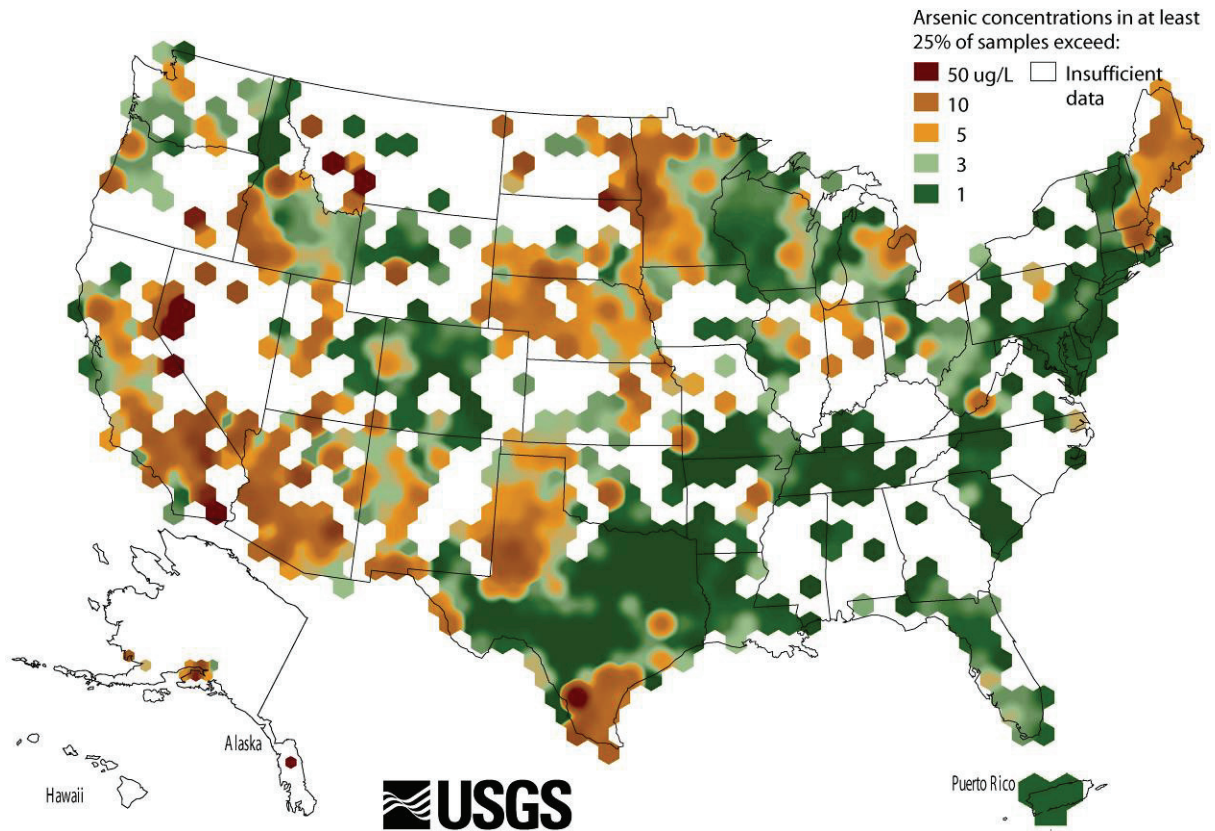 Arsenic concentrations in at least
25% of samples exceed:
50 ug/L
Insufficient
data
10
5
3
1
Alaska
Hawaii
USGS
Puerto Rico